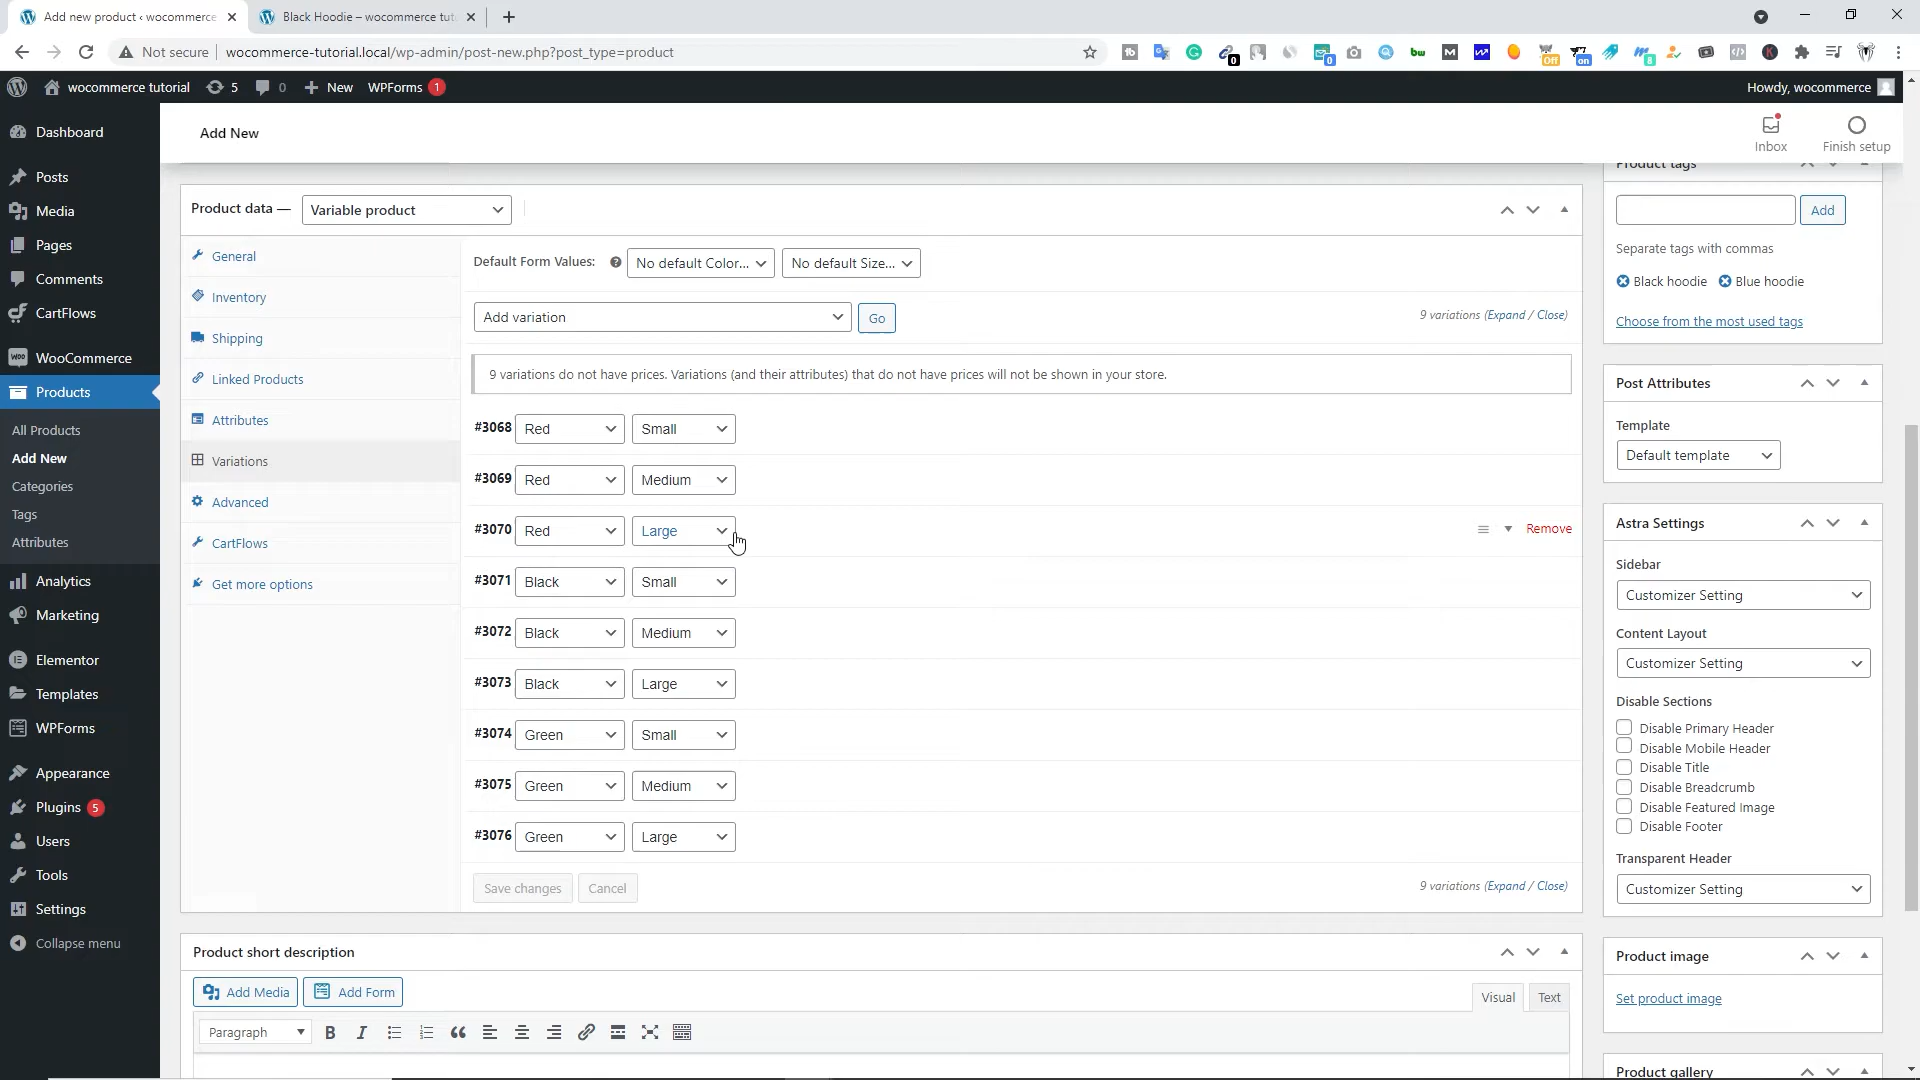 Add new product ‹ wocommerce
Black Hoodie – wocommerce tut
Not secure
wocommerce-tutorial.local/wp-admin/post-new.php?post_type=product
wocommerce tutorial
5
0
New
WPForms
1
Howdy, wocommerce
Add New
Inbox
Finish setup
Dashboard
Posts
Media
Pages
Comments
CartFlows
WooCommerce
Products
All Products
Add New
Categories
Tags
Attributes
Analytics
Marketing
Elementor
Templates
WPForms
Appearance
Plugins 5
Users
Tools
Settings
Collapse menu
Product data —
Variable product
General
Inventory
Shipping
Linked Products
Attributes
Variations
Advanced
CartFlows
Get more options
Default Form Values:
No default Color...
No default Size...
Add variation
Go
9 variations (Expand / Close)
9 variations do not have prices. Variations (and their attributes) that do not have prices will not be shown in your store.
#3068 Red Small
#3069 Red Medium
#3070 Red Large
Remove
#3071 Black Small
#3072 Black Medium
#3073 Black Large
#3074 Green Small
#3075 Green Medium
#3076 Green Large
Save changes
Cancel
9 variations (Expand / Close)
Product short description
Add Media
Add Form
Visual
Text
Paragraph
Product tags
Add
Separate tags with commas
Black hoodie
Blue hoodie
Choose from the most used tags
Post Attributes
Template
Default template
Astra Settings
Sidebar
Customizer Setting
Content Layout
Customizer Setting
Disable Sections
Disable Primary Header
Disable Mobile Header
Disable Title
Disable Breadcrumb
Disable Featured Image
Disable Footer
Transparent Header
Customizer Setting
Product image
Set product image
Product gallery